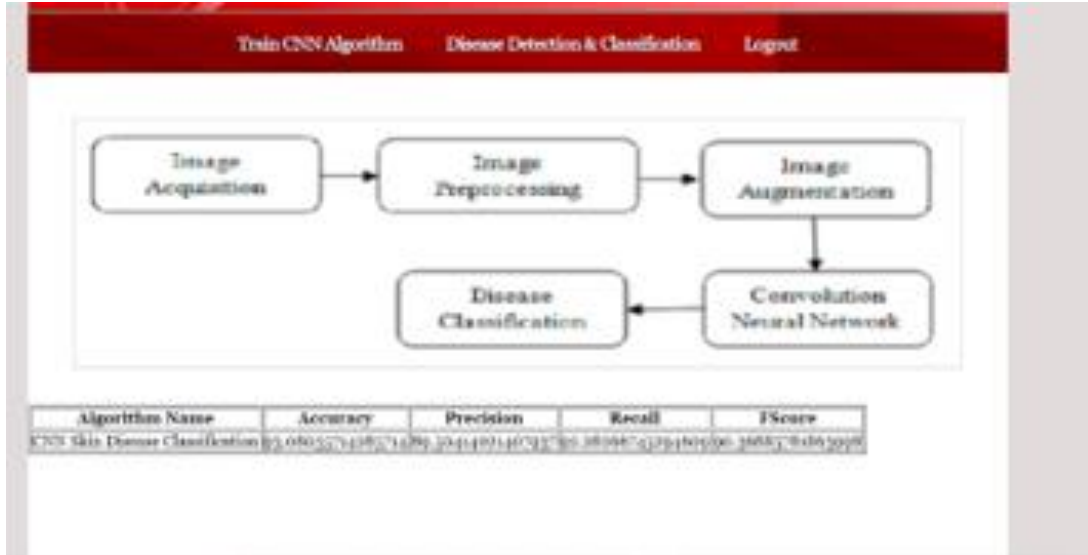 Train CNN Algorithm Disease Detection & Classification Logout
Image
Acquistion
Image
Preprocessing
Image
Augmentation
Convolution
Neural Network
Disease
Classification
Algorithm Name Accuracy Precision Recall FScore
CNN Skin Disease Classification